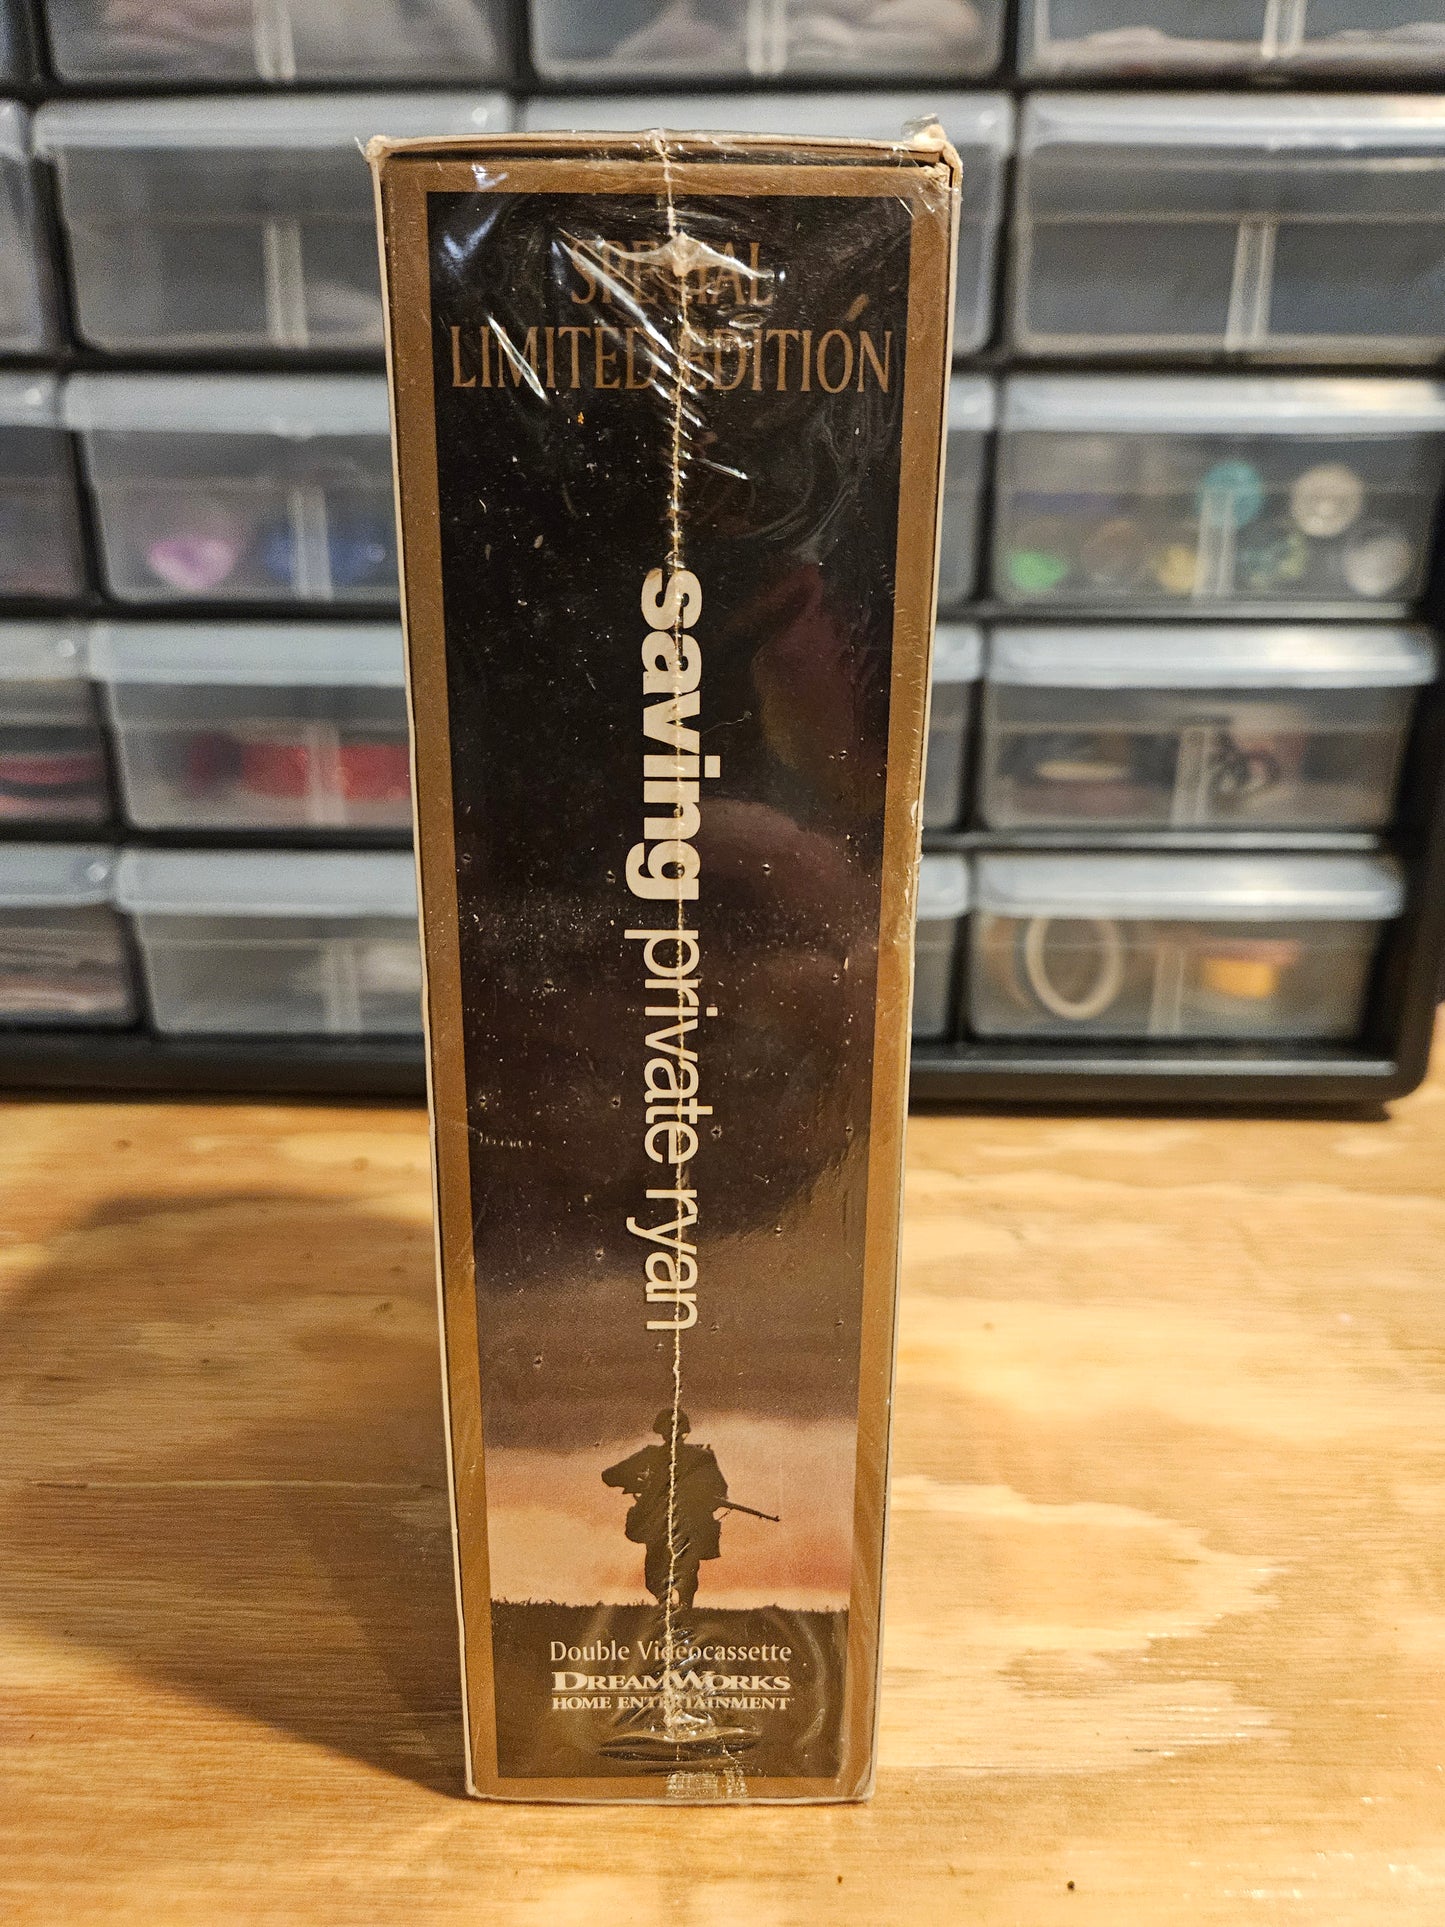 SPECIAL
LIMITED EDITION
saving private ryan
Double Videocassette
DREAMWORKS
HOME ENTERTAINMENT